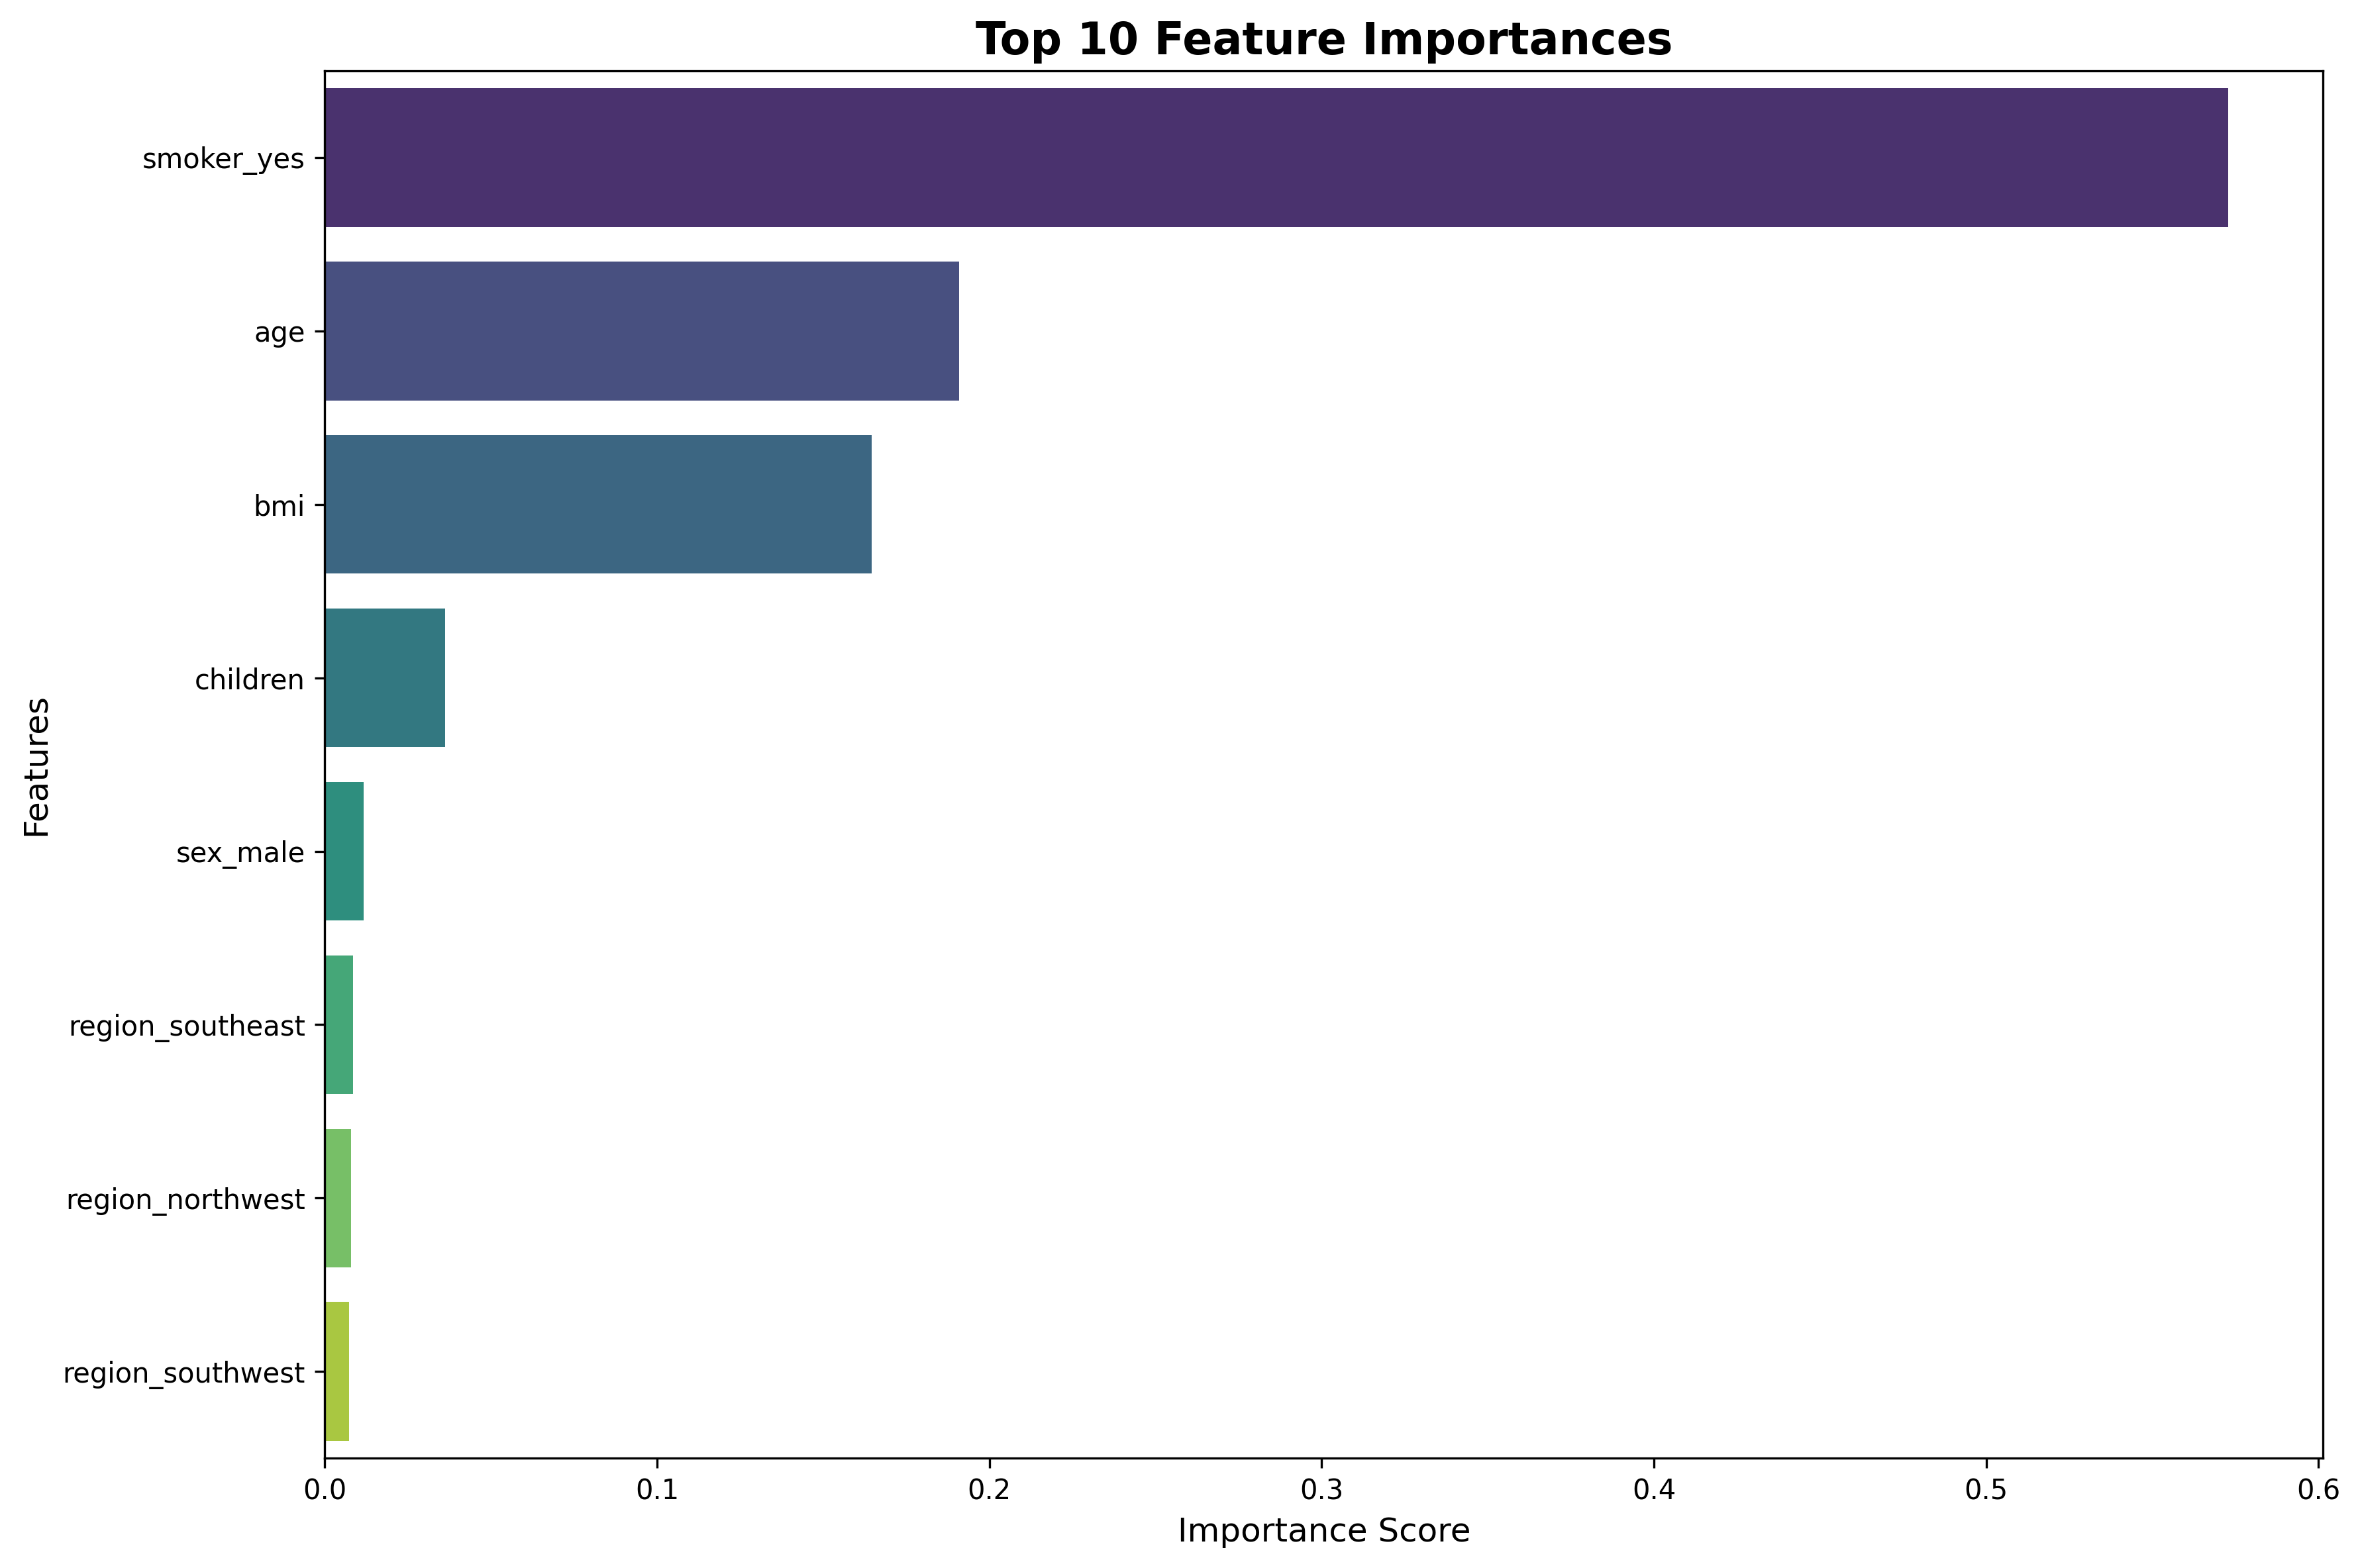 Top 10 Feature Importances
Features
smoker_yes
age
bmi
children
sex_male
region_southeast
region_northwest
region_southwest
0.0 0.1 0.2 0.3 0.4 0.5 0.6
Importance Score